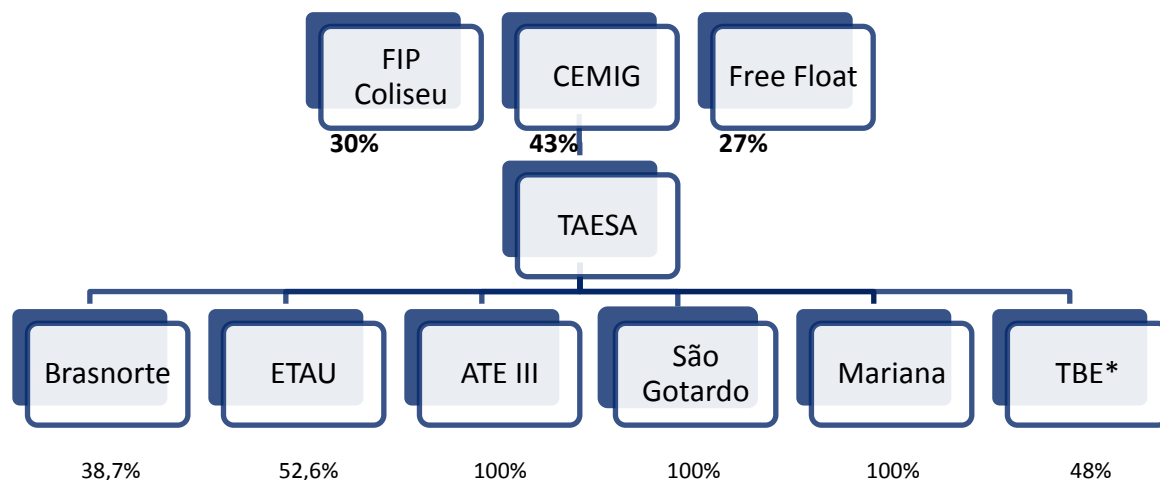 FIP
Coliseu
CEMIG
Free Float
30%
43%
27%
TAESA
Brasnorte
ETAU
ATE III
São
Gotardo
Mariana
TBE*
38,7%
52,6%
100%
100%
100%
48%